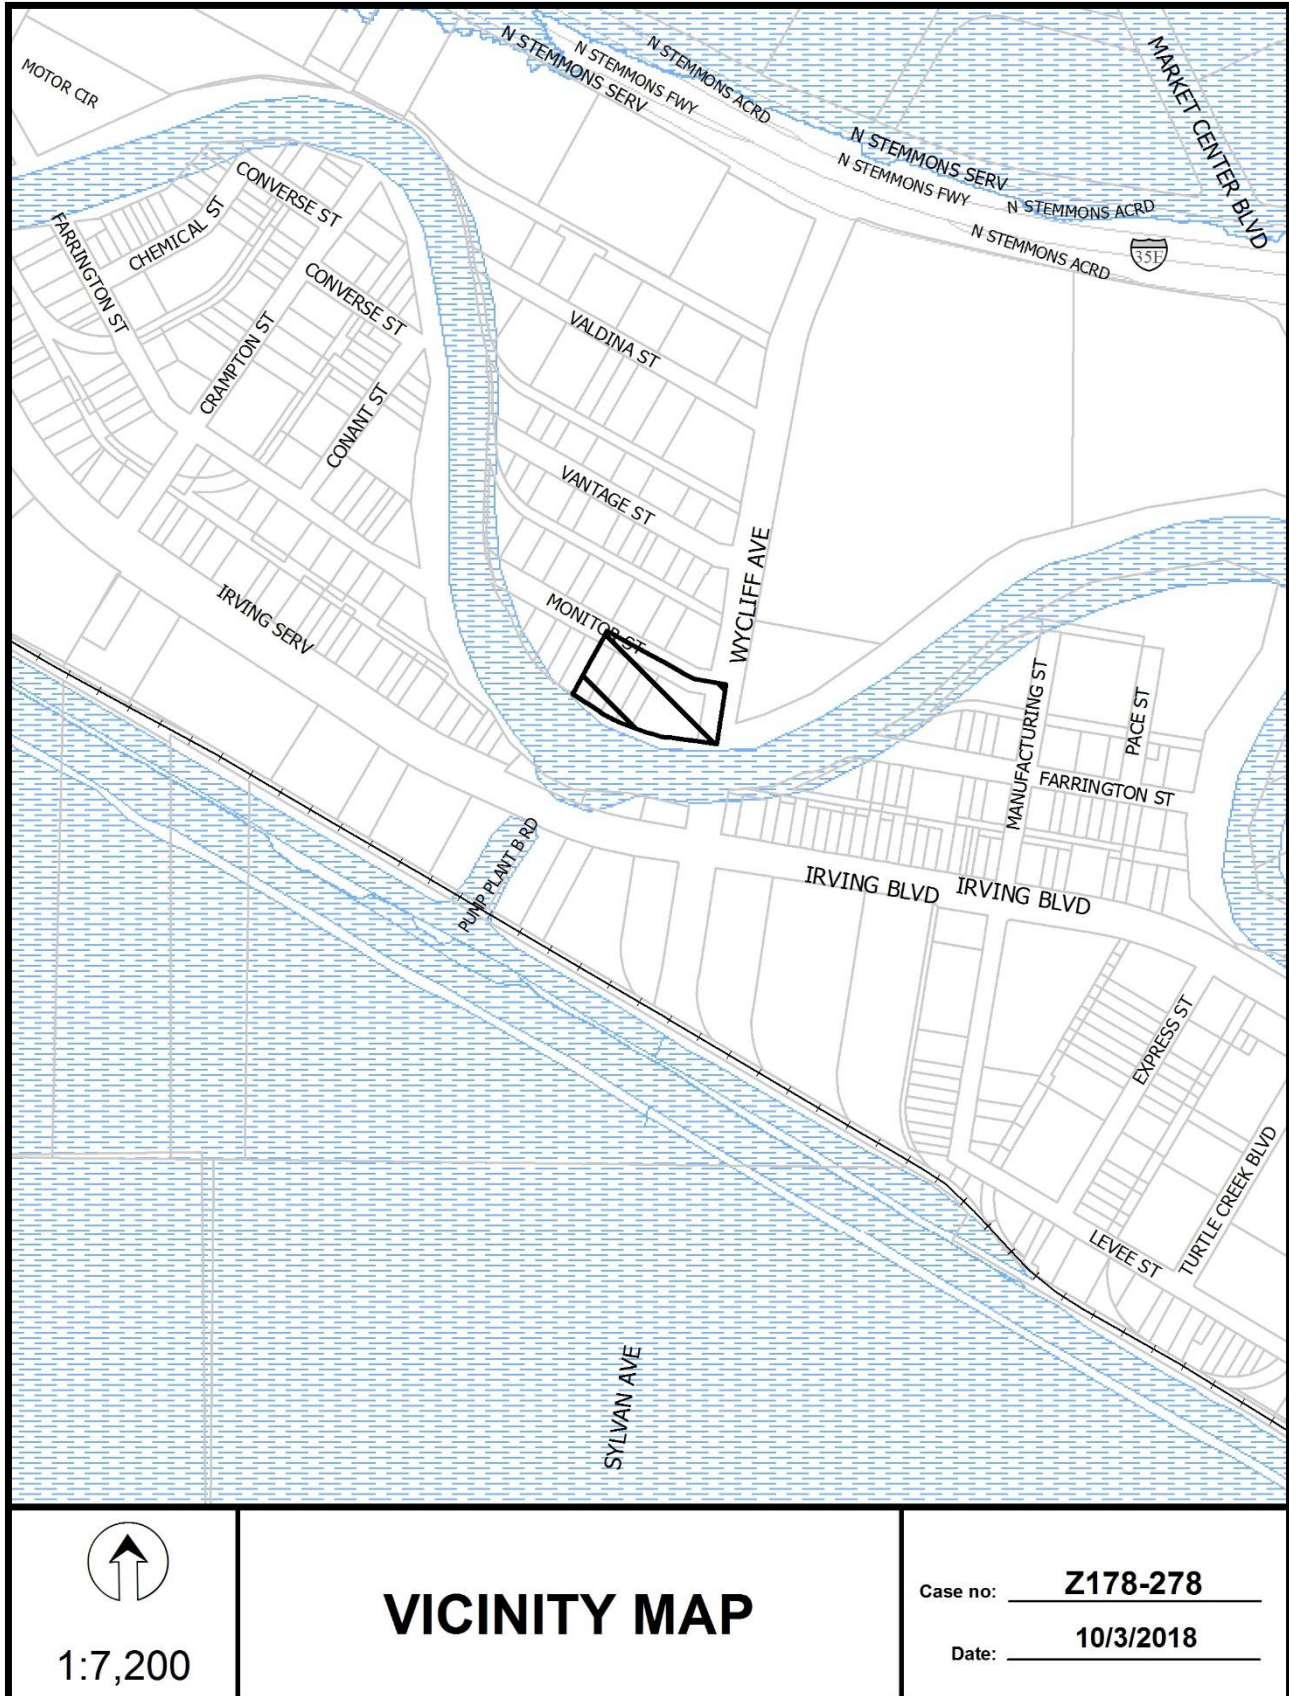 N STEMMONS SERV
N STEMMONS FWY
N STEMMONS ACRD
MARKET CENTER BLVD
MOTOR CIR
N STEMMONS SERV
N STEMMONS FWY
N STEMMONS ACRD
N STEMMONS ACRD
35E
CONVERSE ST
CHEMICAL ST
FARRINGTON ST
CONVERSE ST
CRAMPTON ST
CONANT ST
VALDINA ST
VANTAGE ST
WYCLIFF AVE
MONITOR ST
IRVING SERV
MANUFACTURING ST
PACE ST
FARRINGTON ST
PUMP PLANT B RD
IRVING BLVD
IRVING BLVD
EXPRESS ST
TURTLE CREEK BLVD
LEVEE ST
SYLVAN AVE
1:7,200
VICINITY MAP
Case no: Z178-278
Date: 10/3/2018